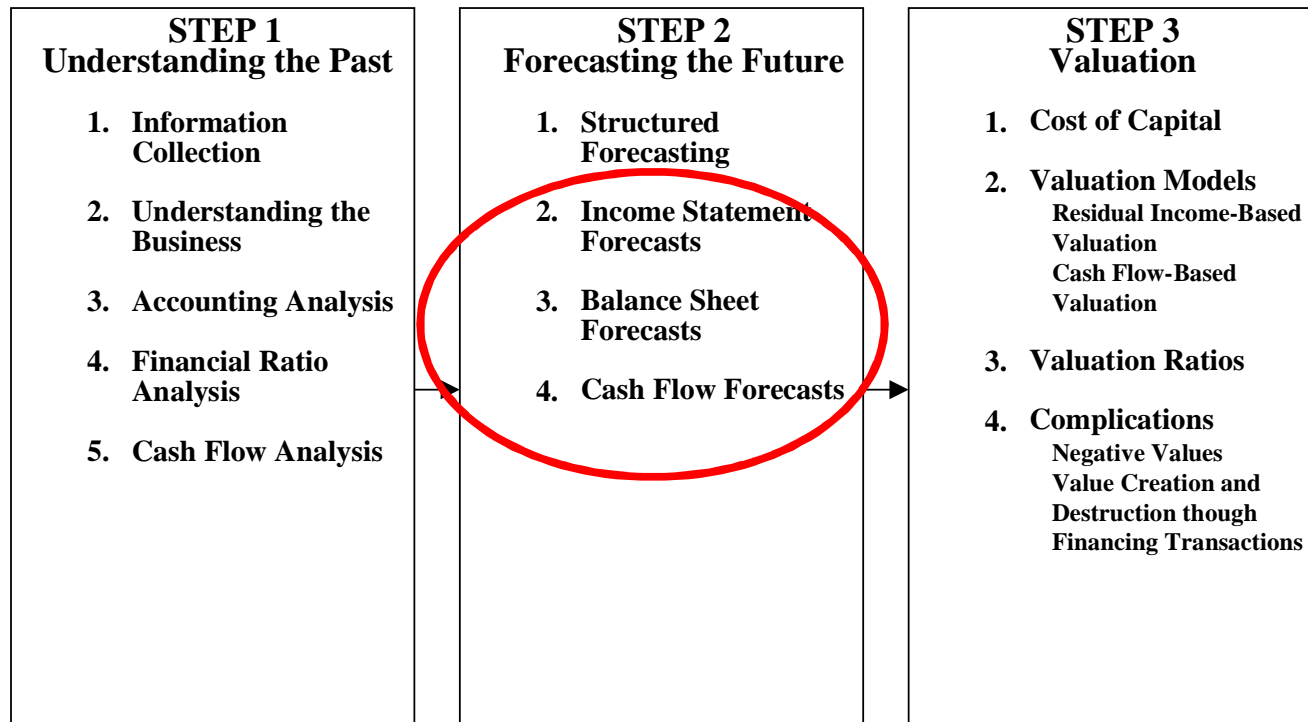 STEP 1
Understanding the Past
1. Information
Collection
2. Understanding the
Business
3. Accounting Analysis
4. Financial Ratio
Analysis
5. Cash Flow Analysis
STEP 2
Forecasting the Future
1. Structured
Forecasting
2. Income Statement
Forecasts
3. Balance Sheet
Forecasts
4. Cash Flow Forecasts
STEP 3
Valuation
1. Cost of Capital
2. Valuation Models
Residual Income-Based
Valuation
Cash Flow-Based
Valuation
3. Valuation Ratios
4. Complications
Negative Values
Value Creation and
Destruction though
Financing Transactions